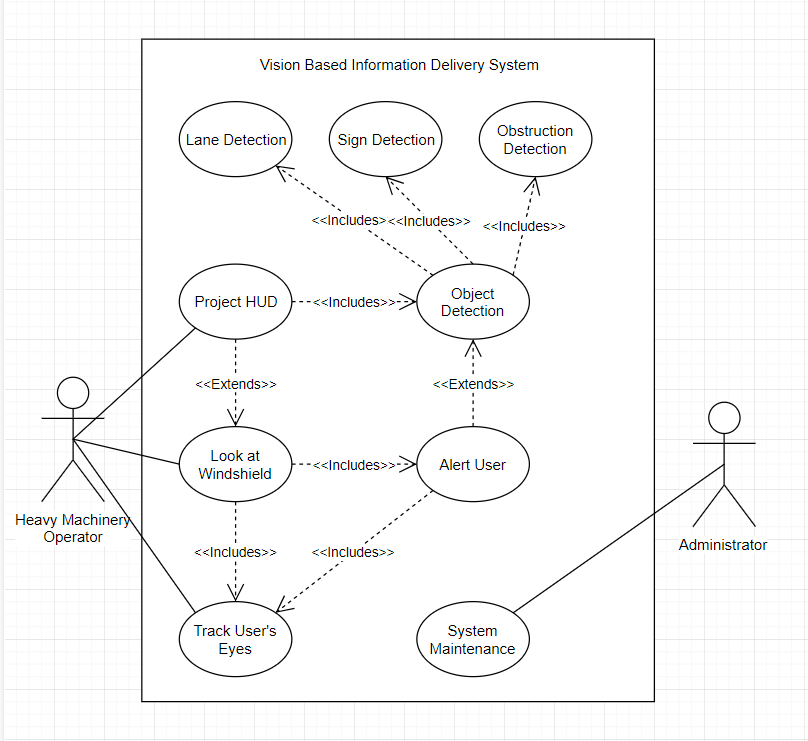 Vision Based Information Delivery System
Lane Detection
Sign Detection
Obstruction
Detection
<<Includes>
<<Includes>>
<<Includes>>
Project HUD
<<Includes>>
Object
Detection
<<Extends>>
<<Extends>>
Look at
Windshield
<<Includes>>
Alert User
Heavy Machinery
Operator
Administrator
<<Includes>>
<<Includes>>
Track User's
Eyes
System
Maintenance